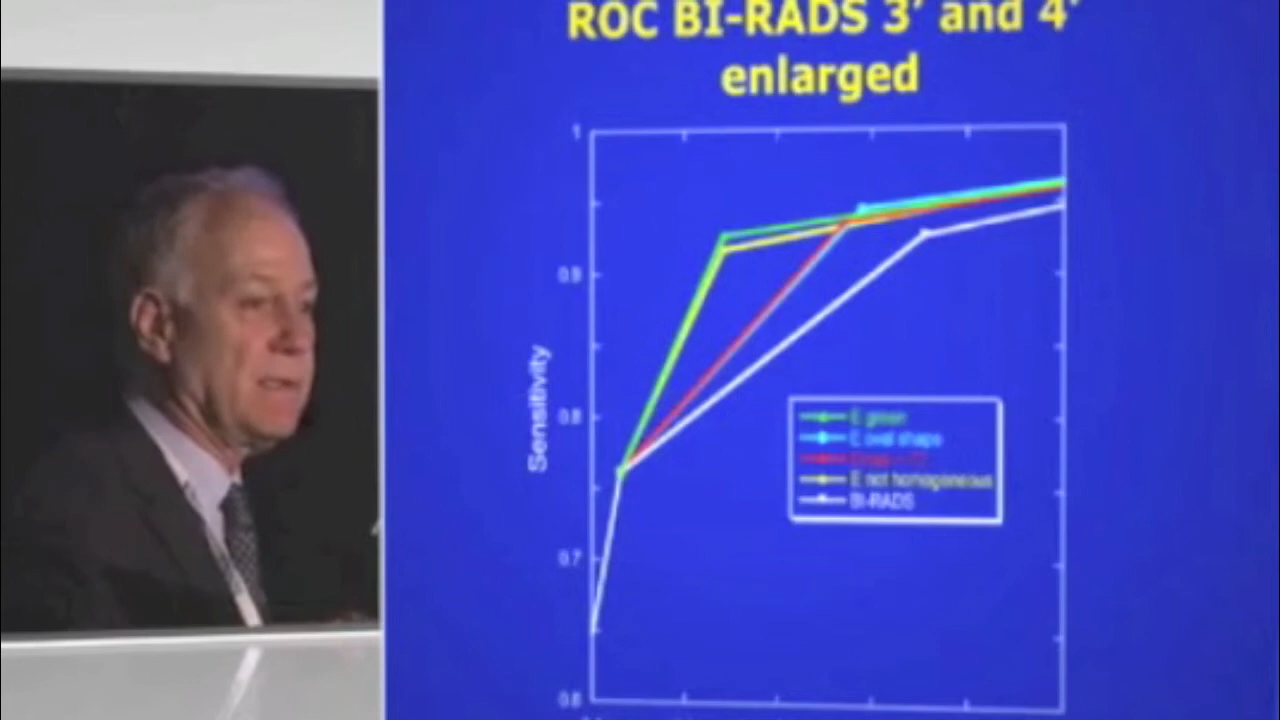 ROC BI-RADS 3' and 4'
enlarged
1
0.9
Sensitivity
0.8
E green
E oval shape
E not homogeneous
BI-RADS
0.7
0.6